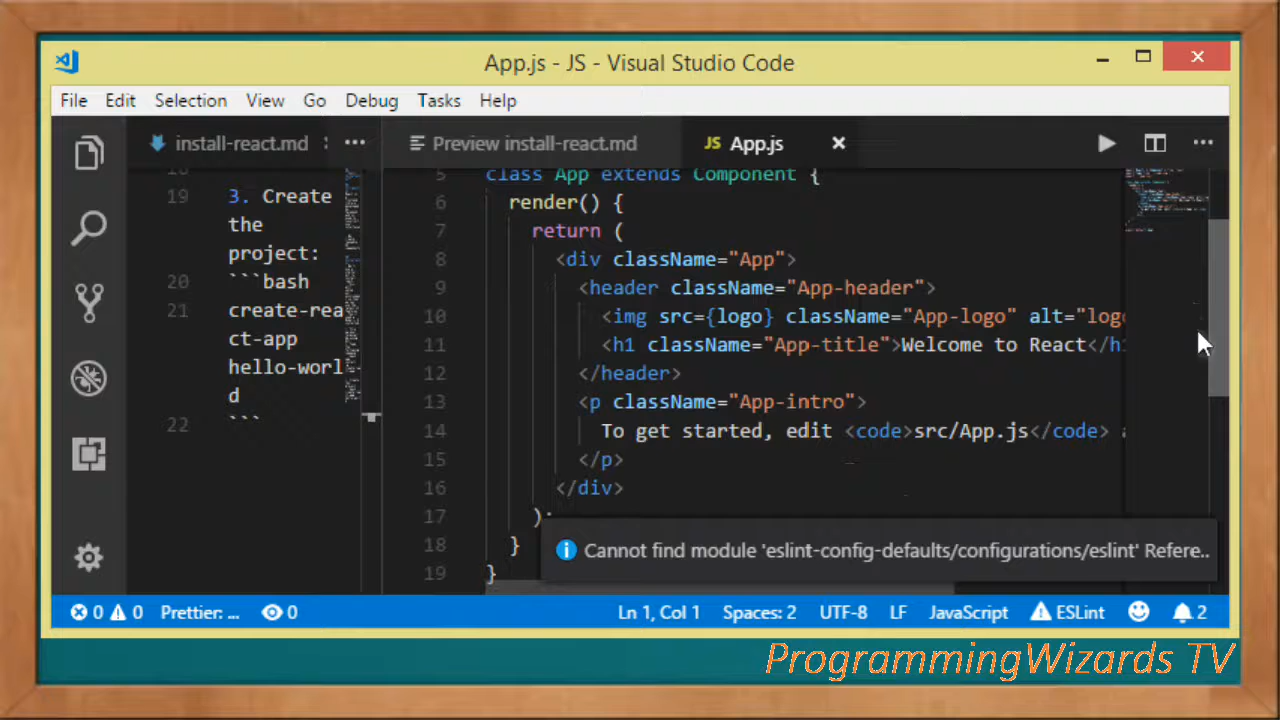 App.js - JS - Visual Studio Code
File Edit Selection View Go Debug Tasks Help
install-react.md
Preview install-react.md
JS App.js
19 3. Create
the
project:
20 ```bash
21 create-rea
ct-app
hello-worl
d
22 ```
5 class App extends Component {
6 render() {
7 return (
8 <div className="App">
9 <header className="App-header">
10 <img src={logo} className="App-logo" alt="logo
11 <h1 className="App-title">Welcome to React</h1
12 </header>
13 <p className="App-intro">
14 To get started, edit <code>src/App.js</code> a
15 </p>
16 </div>
17 );
18 }
19 }
Cannot find module 'eslint-config-defaults/configurations/eslint' Refere..
0 0 Prettier: ... 0 Ln 1, Col 1 Spaces: 2 UTF-8 LF JavaScript ESLint 2
ProgrammingWizards TV